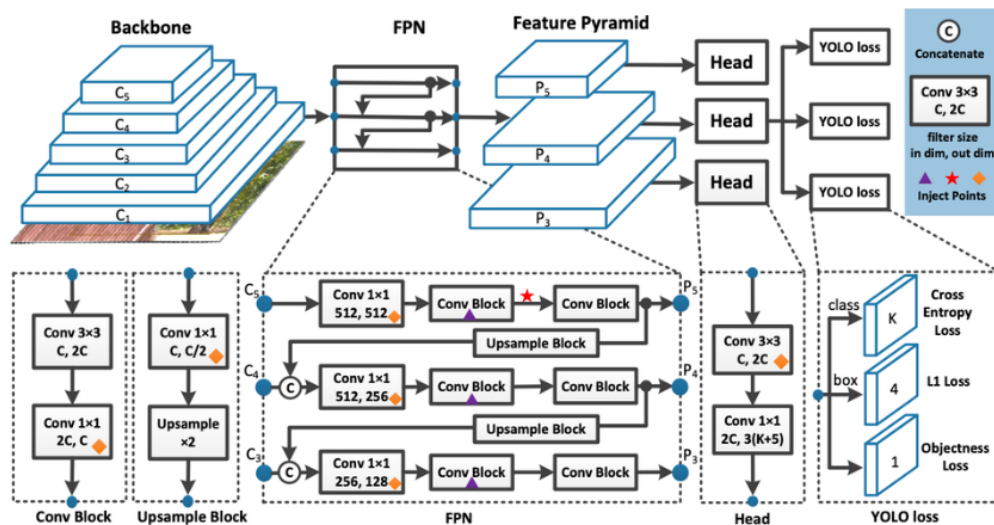 Backbone
FPN
Feature Pyramid
C5
C4
C3
C2
C1
P5
P4
P3
Head
Head
Head
YOLO loss
YOLO loss
YOLO loss
C
Concatenate
Conv 3×3
C, 2C
filter size
in dim, out dim
Inject Points
Conv 3×3
C, 2C
Conv 1×1
2C, C
Conv Block
Conv 1×1
C, C/2
Upsample
×2
Upsample Block
C5
Conv 1×1
512, 512
Conv Block
Conv Block
P5
Upsample Block
C4
C
Conv 1×1
512, 256
Conv Block
Conv Block
P4
Upsample Block
C3
C
Conv 1×1
256, 128
Conv Block
Conv Block
P3
FPN
Conv 3×3
C, 2C
Conv 1×1
2C, 3(K+5)
Head
class
K
Cross
Entropy
Loss
box
4
L1 Loss
1
Objectness
Loss
YOLO loss